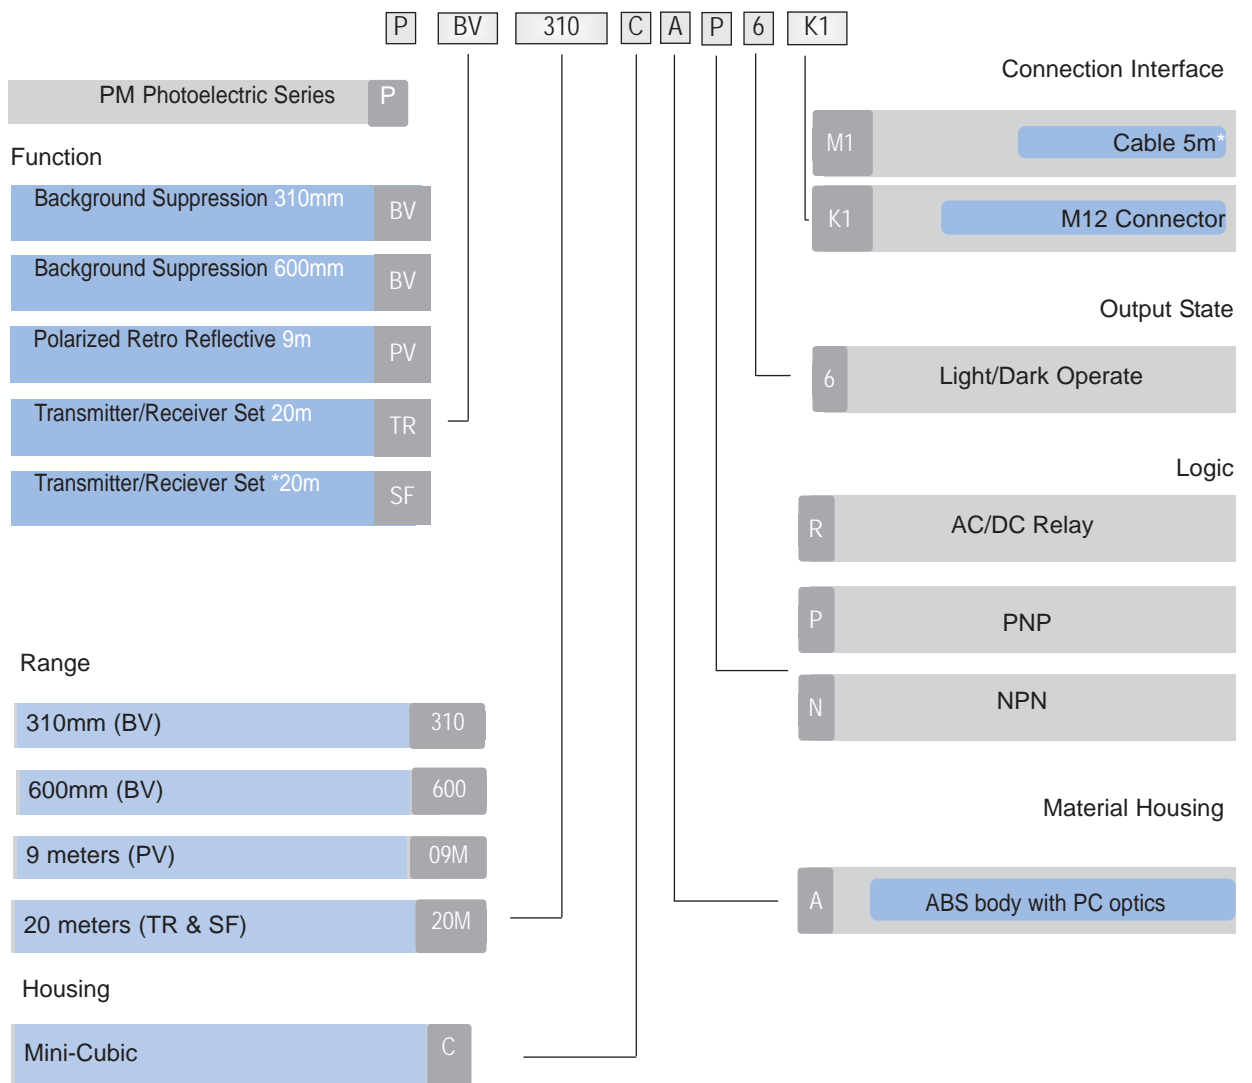 P BV 310 C A P 6 K1
PM Photoelectric Series P
Function
Background Suppression 310mm BV
Background Suppression 600mm BV
Polarized Retro Reflective 9m PV
Transmitter/Receiver Set 20m TR
Transmitter/Reciever Set *20m SF
Range
310mm (BV) 310
600mm (BV) 600
9 meters (PV) 09M
20 meters (TR & SF) 20M
Housing
Mini-Cubic C
Connection Interface
M1 Cable 5m*
K1 M12 Connector
Output State
6 Light/Dark Operate
Logic
R AC/DC Relay
P PNP
N NPN
Material Housing
A ABS body with PC optics